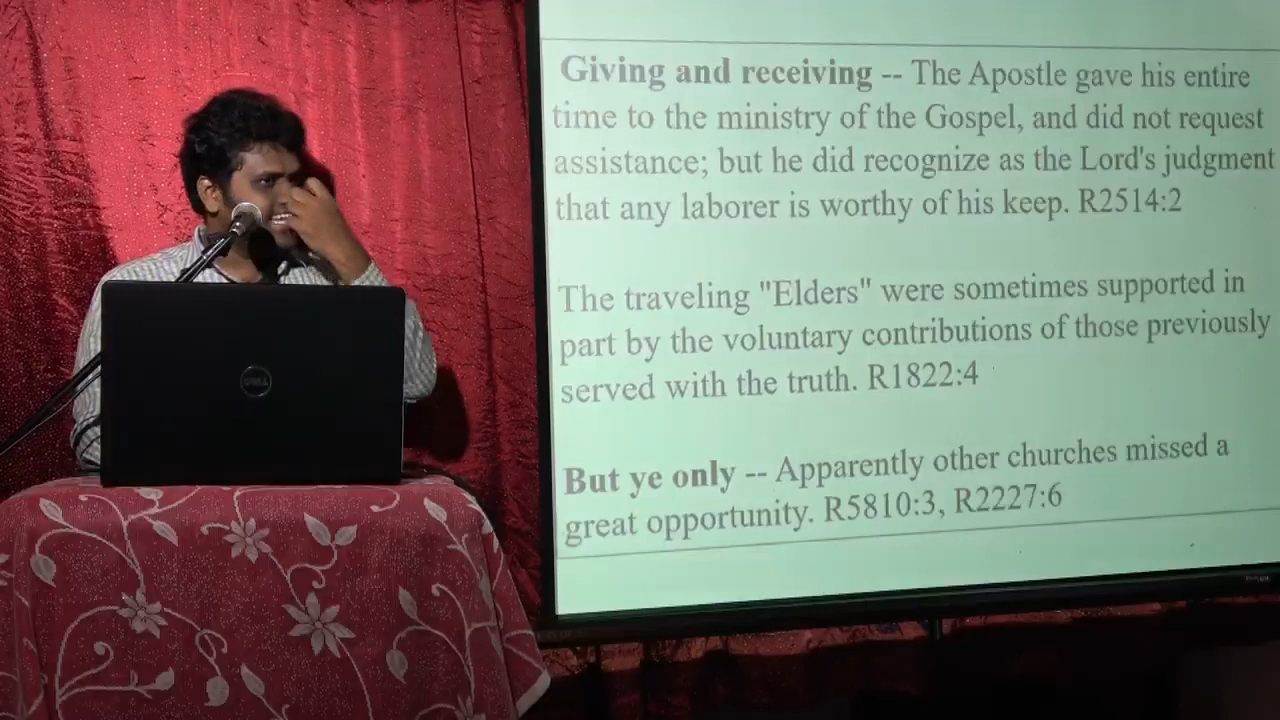 Giving and receiving -- The Apostle gave his entire
time to the ministry of the Gospel, and did not request
assistance; but he did recognize as the Lord's judgment
that any laborer is worthy of his keep. R2514:2
The traveling "Elders" were sometimes supported in
part by the voluntary contributions of those previously
served with the truth. R1822:4
But ye only -- Apparently other churches missed a
great opportunity. R5810:3, R2227:6
DELL